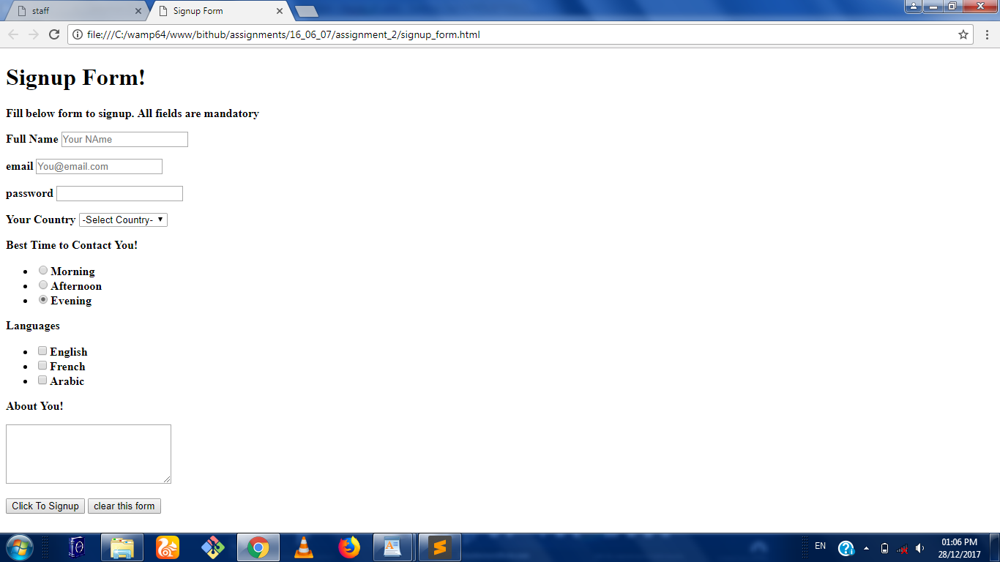 staff
Signup Form
file:///C:/wamp64/www/bithub/assignments/16_06_07/assignment_2/signup_form.html
Signup Form!
Fill below form to signup. All fields are mandatory
Full Name Your NAme
email You@email.com
password
Your Country -Select Country-
Best Time to Contact You!
Morning
Afternoon
Evening
Languages
English
French
Arabic
About You!
Click To Signup clear this form
EN
01:06 PM
28/12/2017